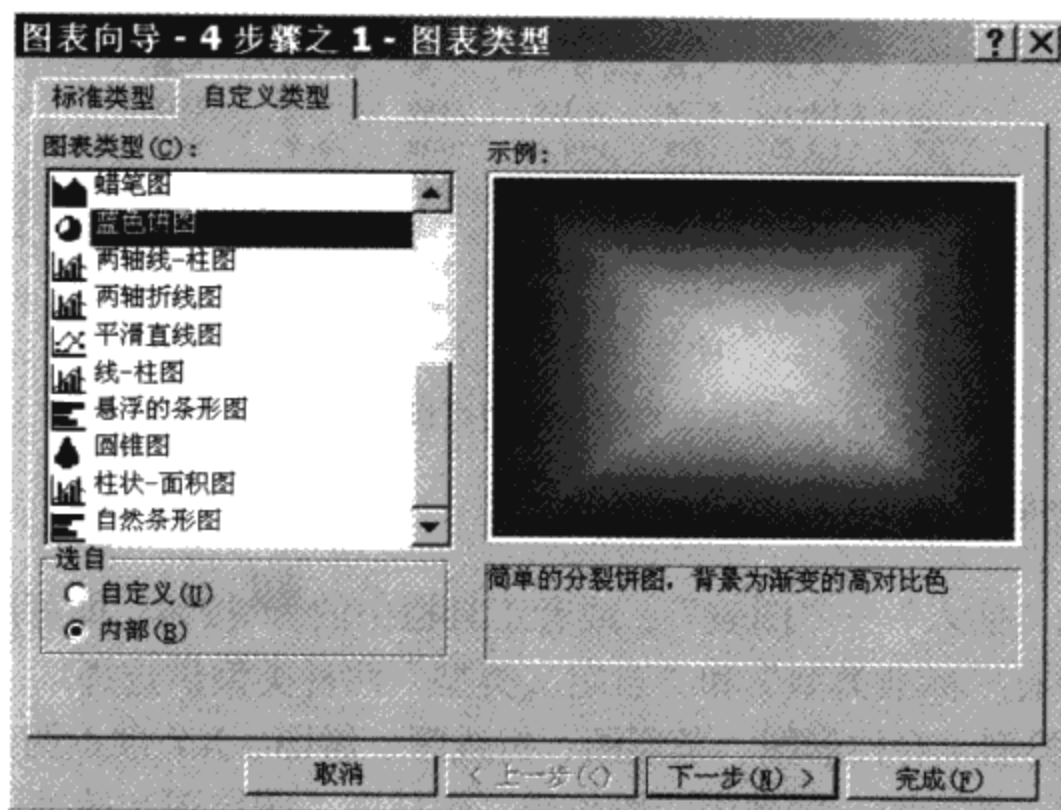 图表向导 - 4 步骤之 1 - 图表类型
标准类型 自定义类型
图表类型(C):
蜡笔图
蓝色饼图
两轴线-柱图
两轴折线图
平滑直线图
线-柱图
悬浮的条形图
圆锥图
柱状-面积图
自然条形图
选自
自定义(U)
内部(B)
示例:
简单的分裂饼图，背景为渐变的高对比色
取消 < 上一步(<) 下一步(N) > 完成(F)